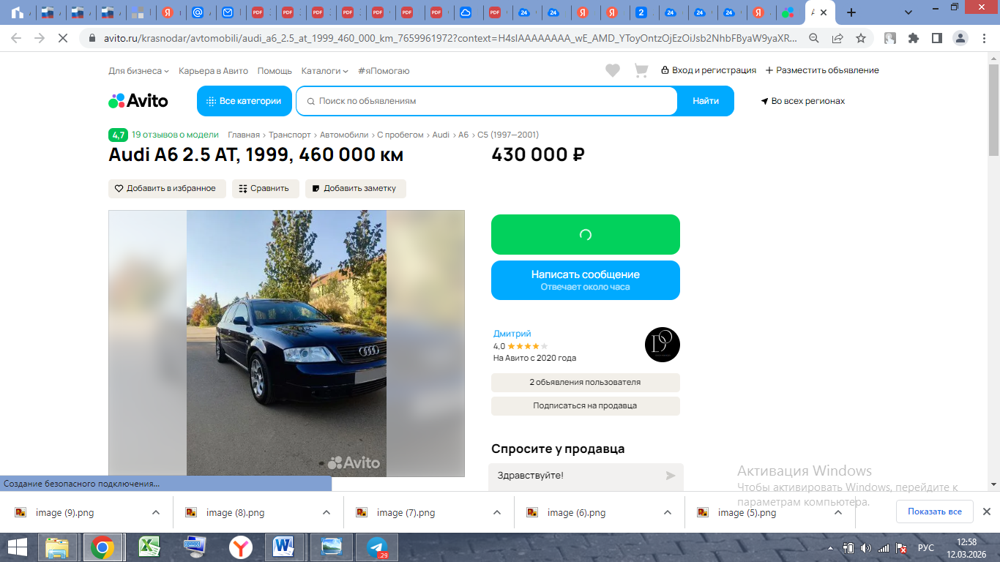 avito.ru/krasnodar/avtomobili/audi_a6_2.5_at_1999_460_000_km_7659961972?context=H4sIAAAAAAAA_wE_AMD_YToyOntzOjEzOiJsb2NhbFByaW9yaXR...
Для бизнеса Карьера в Авито Помощь Каталоги #яПомогаю Вход и регистрация Разместить объявление
Avito Все категории Поиск по объявлениям Найти Во всех регионах
4,7 19 отзывов о модели Главная › Транспорт › Автомобили › С пробегом › Audi › A6 › C5 (1997—2001)
Audi A6 2.5 AT, 1999, 460 000 км 430 000 ₽
Добавить в избранное Сравнить Добавить заметку
Написать сообщение
Отвечает около часа
Дмитрий
4,0
На Авито с 2020 года
2 объявления пользователя
Подписаться на продавца
Спросите у продавца
Здравствуйте!
Avito
Активация Windows
Чтобы активировать Windows, перейдите к
параметрам компьютера.
Создание безопасного подключения...
image (9).png image (8).png image (7).png image (6).png image (5).png Показать все
29
РУС
12:58
12.03.2026